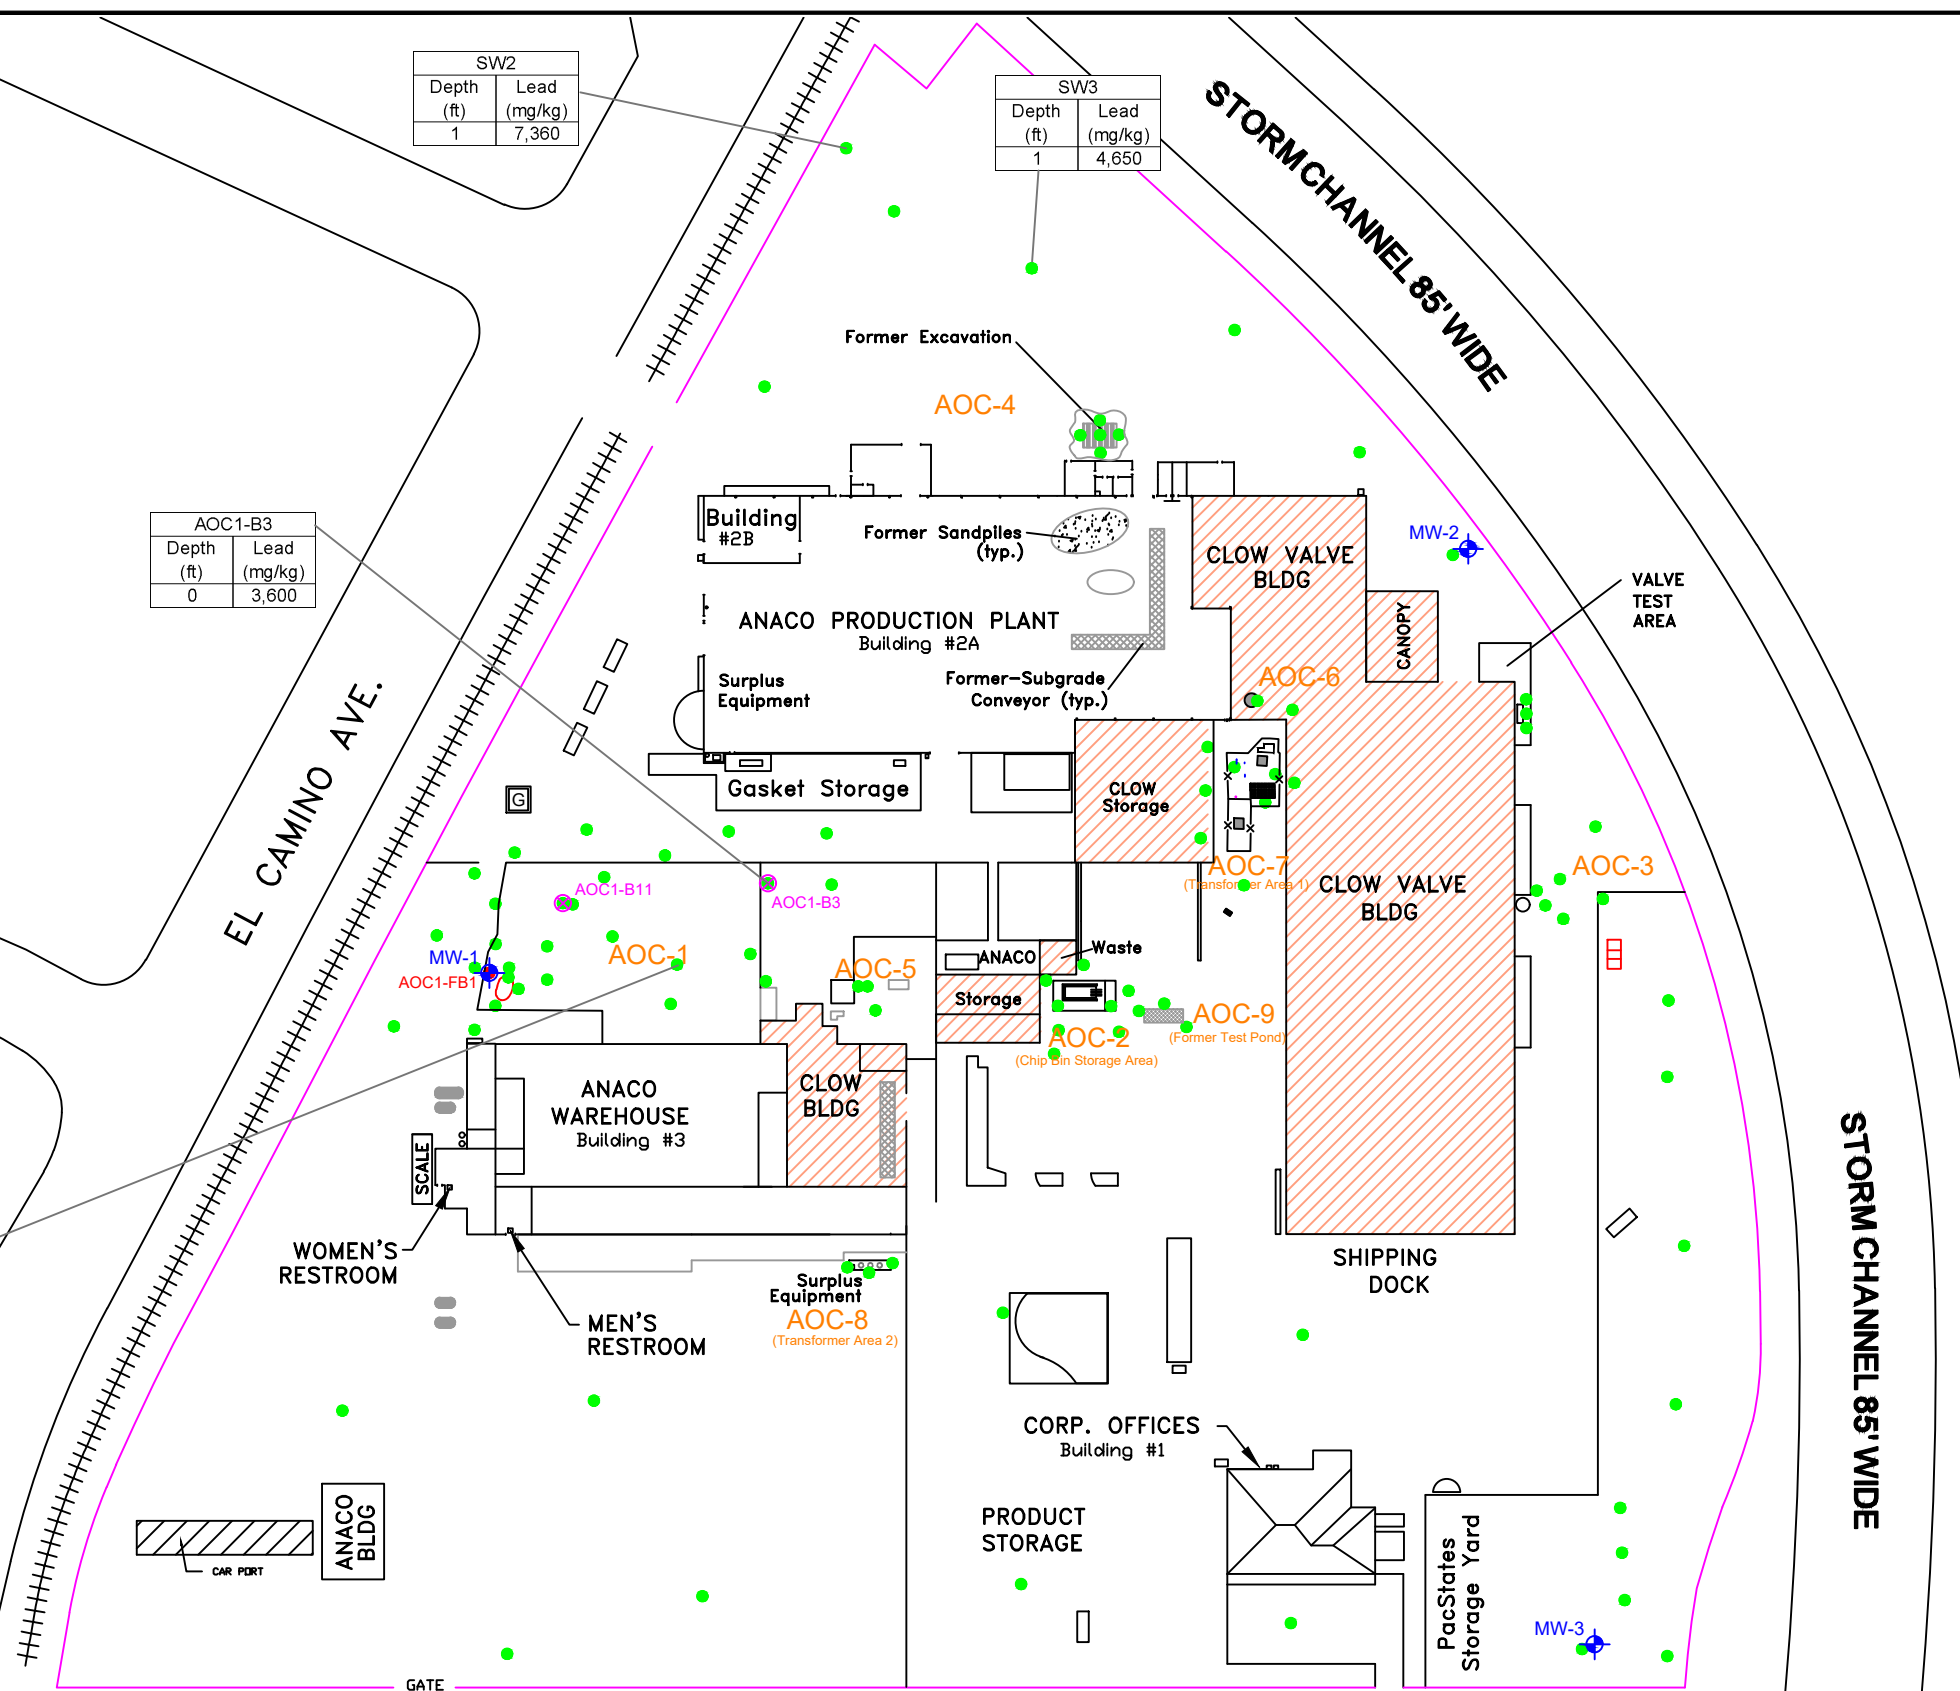 SW2
Depth (ft) Lead (mg/kg)
1 7,360
SW3
Depth (ft) Lead (mg/kg)
1 4,650
STORM CHANNEL 85' WIDE
Former Excavation
AOC-4
AOC1-B3
Depth (ft) Lead (mg/kg)
0 3,600
Building
#2B
Former Sandpiles
(typ.)
CLOW VALVE
BLDG
MW-2
VALVE
TEST
AREA
CANOPY
ANACO PRODUCTION PLANT
Building #2A
Surplus
Equipment
Former-Subgrade
Conveyor (typ.)
AOC-6
EL CAMINO AVE.
G
Gasket Storage
CLOW
Storage
AOC-7
(Transformer Area 1)
CLOW VALVE
BLDG
AOC-3
AOC1-B11
AOC1-B3
MW-1
AOC1-FB1
AOC-1
AOC-5
ANACO
Waste
Storage
AOC-2
(Chip Bin Storage Area)
AOC-9
(Former Test Pond)
ANACO
WAREHOUSE
Building #3
CLOW
BLDG
SCALE
WOMEN'S
RESTROOM
MEN'S
RESTROOM
Surplus
Equipment
AOC-8
(Transformer Area 2)
SHIPPING
DOCK
STORM CHANNEL 85' WIDE
CORP. OFFICES
Building #1
PRODUCT
STORAGE
ANACO
BLDG
CAR PORT
PacStates
Storage Yard
MW-3
GATE